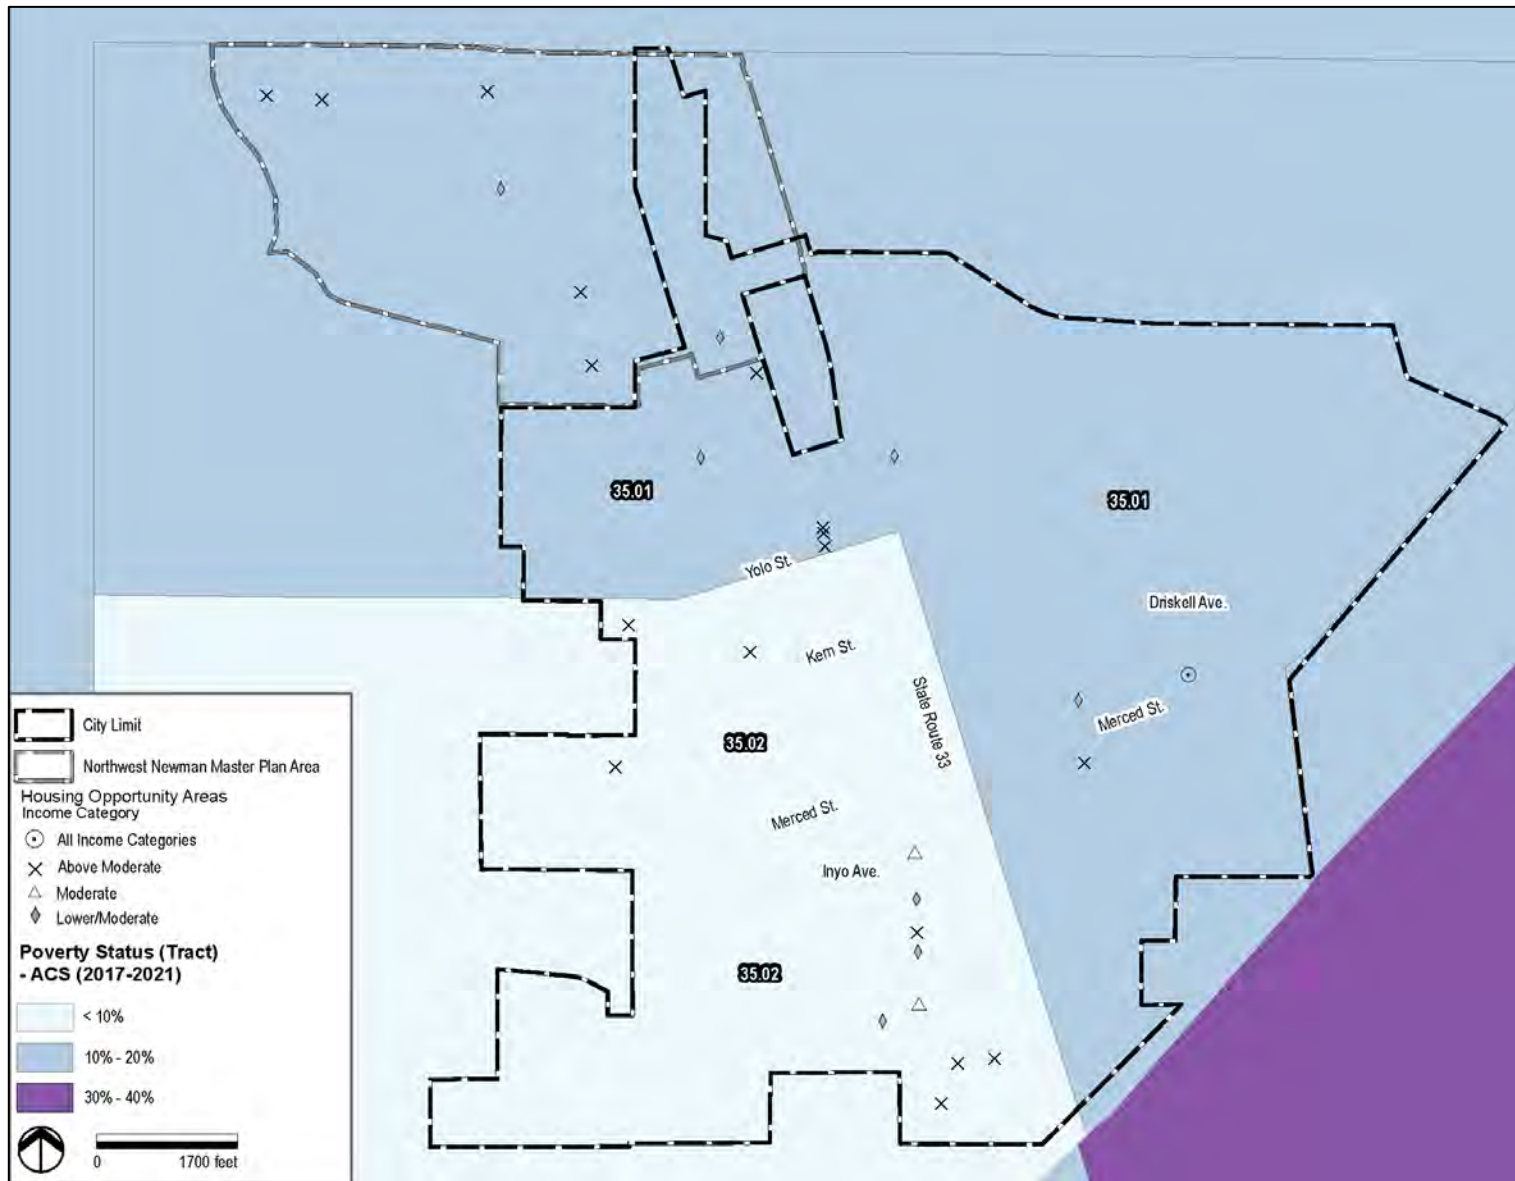 35.01
35.01
Yolo St.
Driskell Ave.
Kern St.
State Route 33
Merced St.
35.02
Merced St.
Inyo Ave.
35.02
City Limit
Northwest Newman Master Plan Area
Housing Opportunity Areas
Income Category
All Income Categories
Above Moderate
Moderate
Lower/Moderate
Poverty Status (Tract)
- ACS (2017-2021)
< 10%
10% - 20%
30% - 40%
0 1700 feet